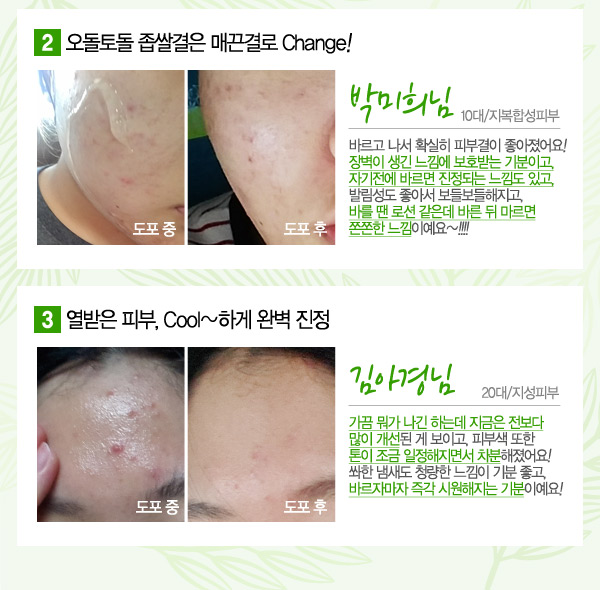 2 오돌토돌 좁쌀결은 매끈결로 Change!
도포 중
도포 후
박미희님
10대/지복합성피부
바르고 나서 확실히 피부결이 좋아졌어요!
장벽이 생긴 느낌에 보호받는 기분이고,
자기전에 바르면 진정되는 느낌도 있고,
발림성도 좋아서 보들보들해지고,
바를 땐 로션 같은데 바른 뒤 마르면
쫀쫀한 느낌이예요~!!!!
3 열받은 피부, Cool~하게 완벽 진정
도포 중
도포 후
김아경님
20대/지성피부
가끔 뭐가 나긴 하는데 지금은 전보다
많이 개선된 게 보이고, 피부색 또한
톤이 조금 일정해지면서 차분해졌어요!
쏴한 냄새도 청량한 느낌이 기분 좋고,
바르자마자 즉각 시원해지는 기분이예요!